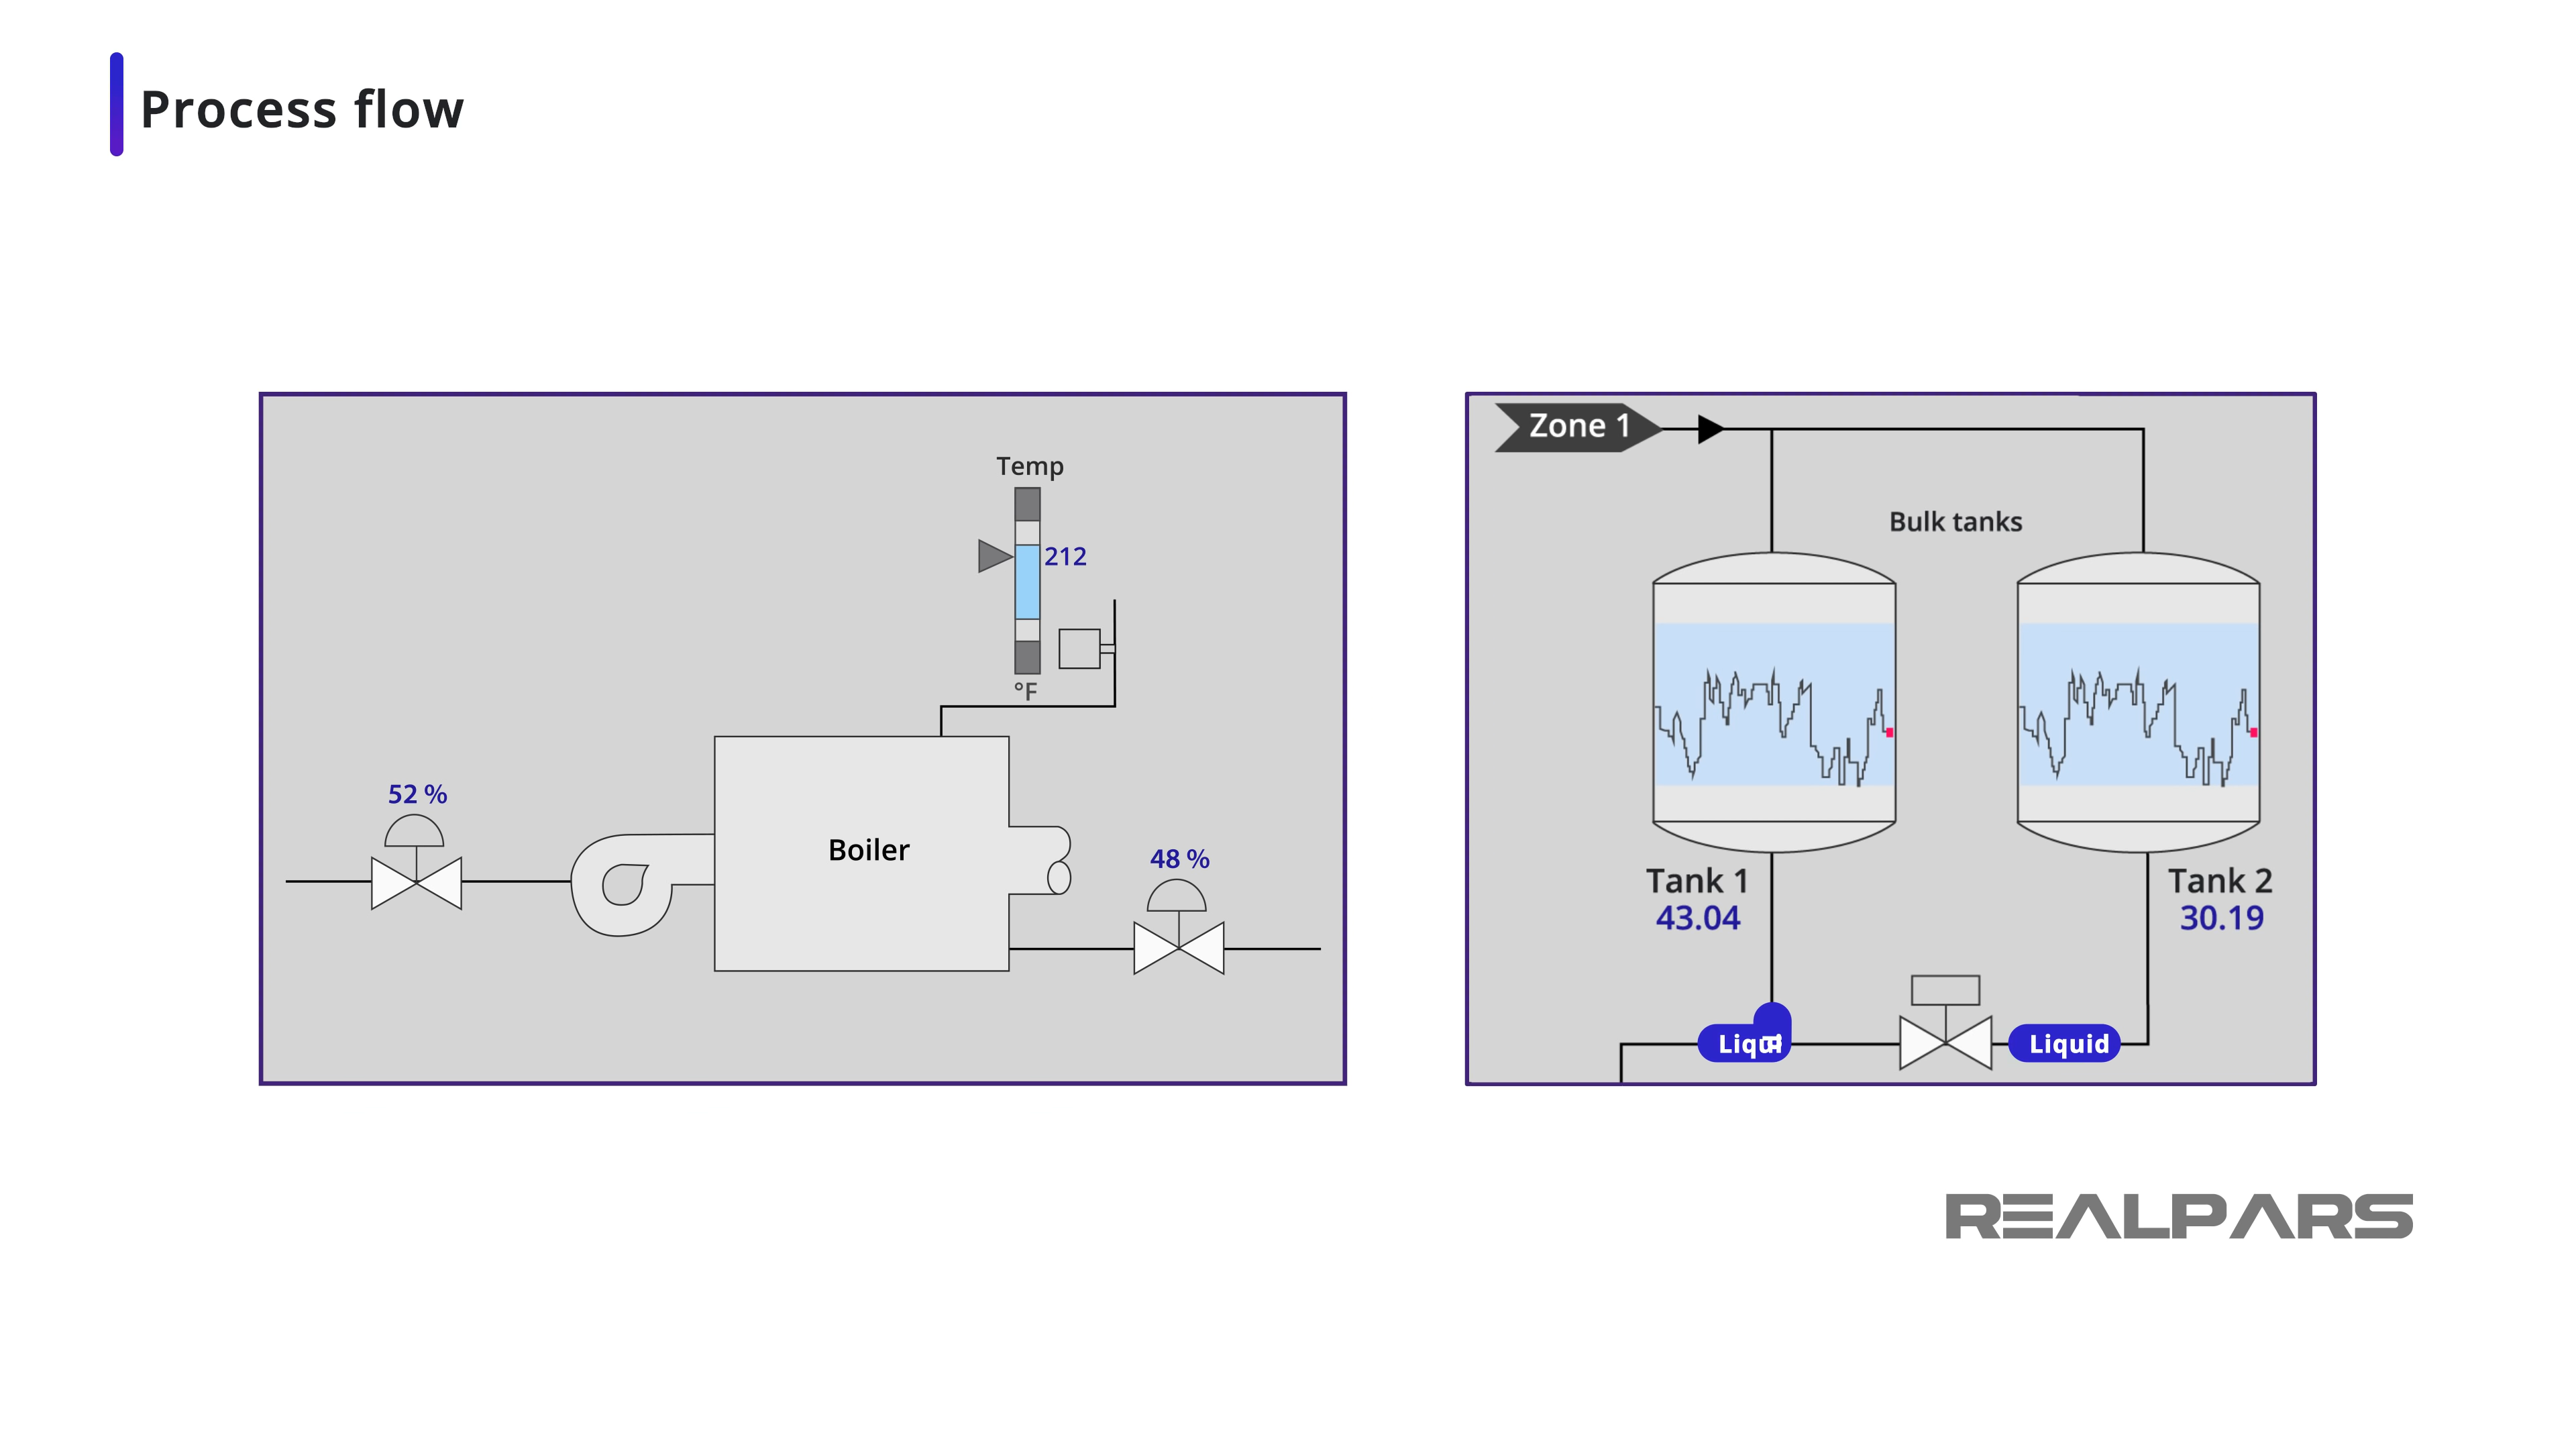 Process flow
Temp
212
°F
52 %
Boiler
48 %
Zone 1
Bulk tanks
Tank 1
43.04
Tank 2
30.19
Liquid
REALPARS